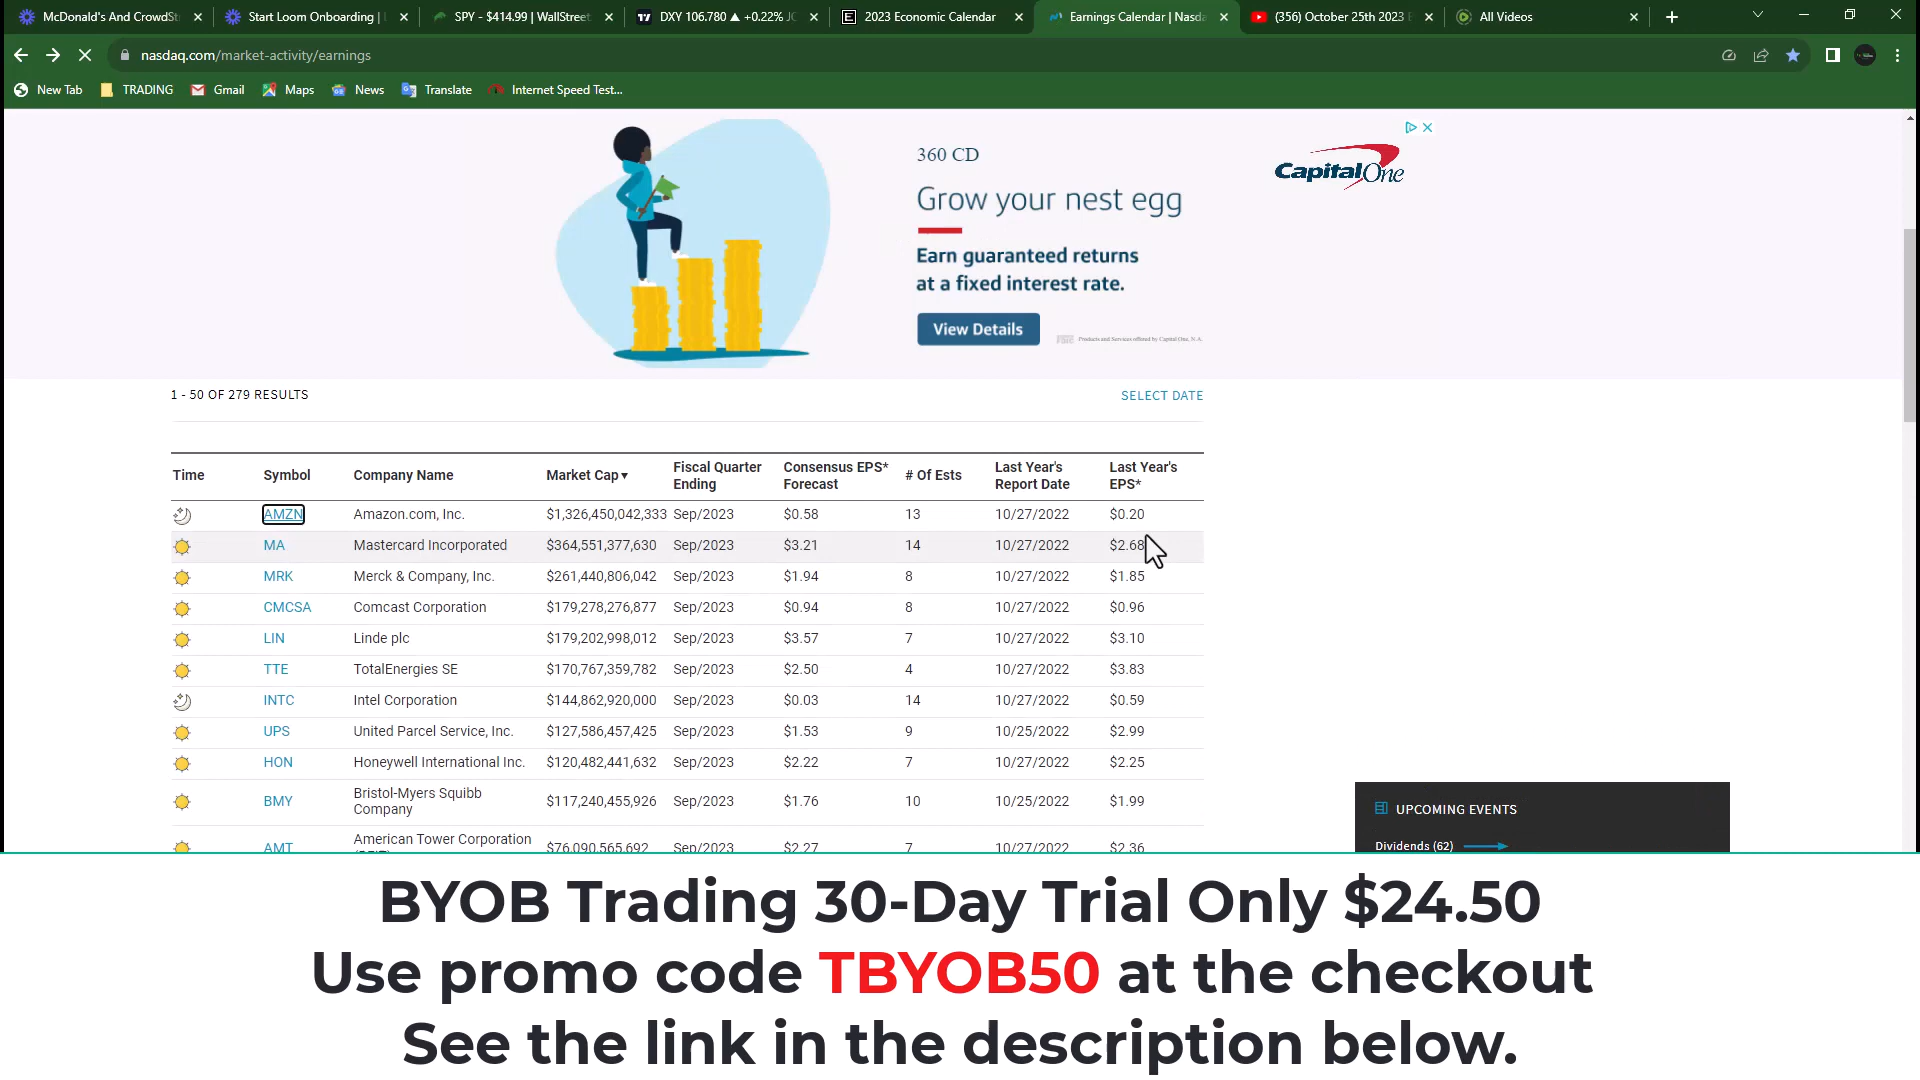 McDonald's And CrowdSt
Start Loom Onboarding |
SPY - $414.99 | WallStreet
DXY 106.780 ▲ +0.22%
2023 Economic Calendar
Earnings Calendar | Nasda
(356) October 25th 2023
All Videos
nasdaq.com/market-activity/earnings
New Tab TRADING Gmail Maps News Translate Internet Speed Test...
360 CD
Capital One
Grow your nest egg
Earn guaranteed returns
at a fixed interest rate.
View Details
Products and Services offered by Capital One, N.A.
1 - 50 OF 279 RESULTS SELECT DATE
Time Symbol Company Name Market Cap▼ Fiscal Quarter Ending Consensus EPS* Forecast # Of Ests Last Year's Report Date Last Year's EPS*
AMZN Amazon.com, Inc. $1,326,450,042,333 Sep/2023 $0.58 13 10/27/2022 $0.20
MA Mastercard Incorporated $364,551,377,630 Sep/2023 $3.21 14 10/27/2022 $2.68
MRK Merck & Company, Inc. $261,440,806,042 Sep/2023 $1.94 8 10/27/2022 $1.85
CMCSA Comcast Corporation $179,278,276,877 Sep/2023 $0.94 8 10/27/2022 $0.96
LIN Linde plc $179,202,998,012 Sep/2023 $3.57 7 10/27/2022 $3.10
TTE TotalEnergies SE $170,767,359,782 Sep/2023 $2.50 4 10/27/2022 $3.83
INTC Intel Corporation $144,862,920,000 Sep/2023 $0.03 14 10/27/2022 $0.59
UPS United Parcel Service, Inc. $127,586,457,425 Sep/2023 $1.53 9 10/25/2022 $2.99
HON Honeywell International Inc. $120,482,441,632 Sep/2023 $2.22 7 10/27/2022 $2.25
BMY Bristol-Myers Squibb Company $117,240,455,926 Sep/2023 $1.76 10 10/25/2022 $1.99
AMT American Tower Corporation $76,090,565,692 Sep/2023 $2.27 7 10/27/2022 $2.36
UPCOMING EVENTS
Dividends (62)
BYOB Trading 30-Day Trial Only $24.50
Use promo code TBYOB50 at the checkout
See the link in the description below.